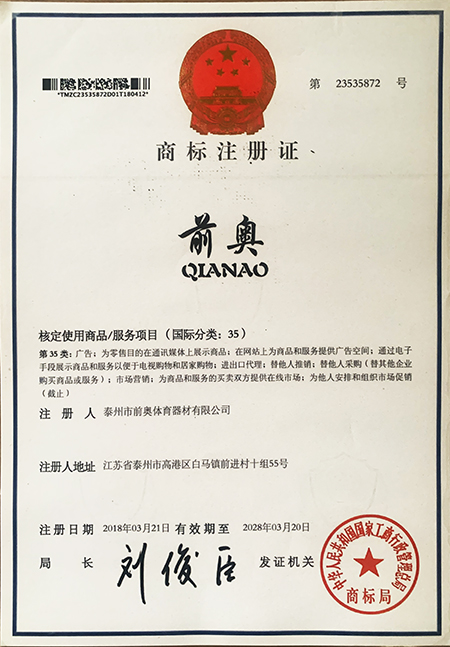 第 23535872 号
*TMZC23535872D01T180412*
商标注册证
前奥
QIANAO
核定使用商品/服务项目（国际分类：35）
第 35 类：广告；为零售目的在通讯媒体上展示商品；在网站上为商品和服务提供广告空间；通过电子
手段展示商品和服务以便于电视购物和居家购物；进出口代理；替他人推销；替他人采购（替其他企业
购买商品或服务）；市场营销；为商品和服务的买卖双方提供在线市场；为他人安排和组织市场促销
（截止）
注 册 人 泰州市前奥体育器材有限公司
注册人地址 江苏省泰州市高港区白马镇前进村十组55号
注册日期 2018年03月21日 有效期至 2028年03月20日
局 长 刘俊臣 发证机关
中华人民共和国国家工商行政管理总局
商标局